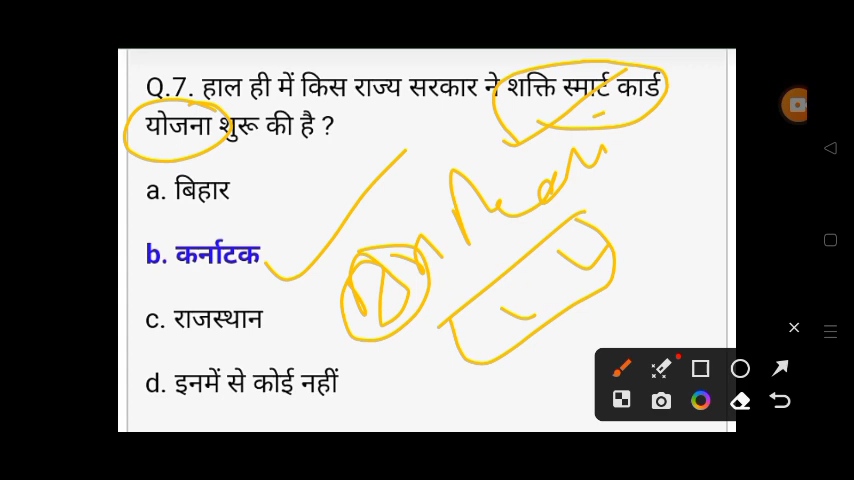 Q.7. हाल ही में किस राज्य सरकार ने शक्ति स्मार्ट कार्ड
योजना शुरू की है ?
a. बिहार
b. कर्नाटक
c. राजस्थान
d. इनमें से कोई नहीं